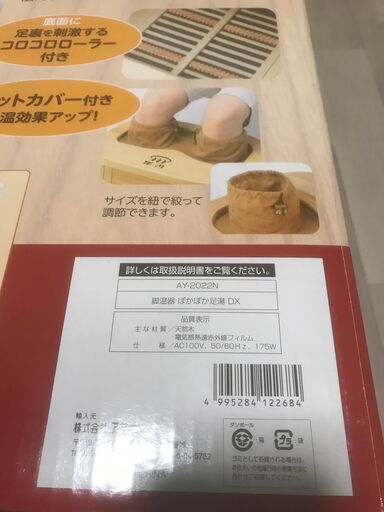 底面に
足裏を刺激する
コロコロローラー
付き
ットカバー付き
温効果アップ!
サイズを紐で絞って
調節できます。
詳しくは取扱説明書をご覧ください。
AY-2022N
脚温器 ぽかぽか足湯 DX
品質表示
主な材質/天然木
電気感熱遠赤外線フィルム
仕様/AC100V、50/60Hz、175W
4 995284 122684
輸入元
株式会社
ダンボール
箱
プラ
袋